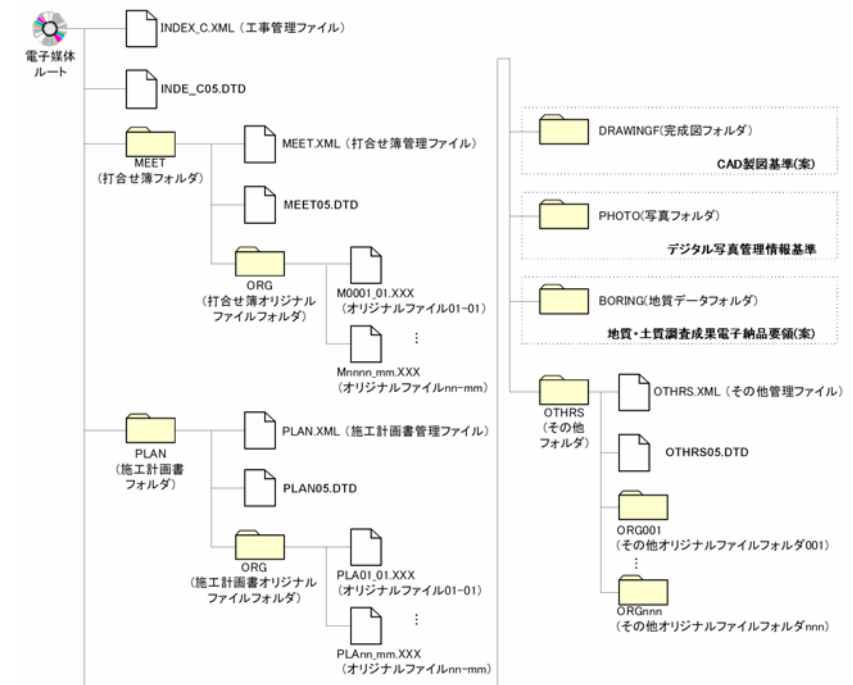 電子媒体
ルート
INDEX_C.XML (工事管理ファイル)
INDE_C05.DTD
MEET
(打合せ簿フォルダ)
MEET.XML (打合せ簿管理ファイル)
MEET05.DTD
ORG
(打合せ簿オリジナル
ファイルフォルダ)
M0001_01.XXX
(オリジナルファイル01-01)
⋮
Mnnnn_mm.XXX
(オリジナルファイルnn-mm)
PLAN
(施工計画書
フォルダ)
PLAN.XML (施工計画書管理ファイル)
PLAN05.DTD
ORG
(施工計画書オリジナル
ファイルフォルダ)
PLA01_01.XXX
(オリジナルファイル01-01)
⋮
PLAnn_mm.XXX
(オリジナルファイルnn-mm)
DRAWINGF(完成図フォルダ)
CAD製図基準(案)
PHOTO(写真フォルダ)
デジタル写真管理情報基準
BORING(地質データフォルダ)
地質・土質調査成果電子納品要領(案)
OTHRS
(その他
フォルダ)
OTHRS.XML (その他管理ファイル)
OTHRS05.DTD
ORG001
(その他オリジナルファイルフォルダ001)
⋮
ORGnnn
(その他オリジナルファイルフォルダnnn)